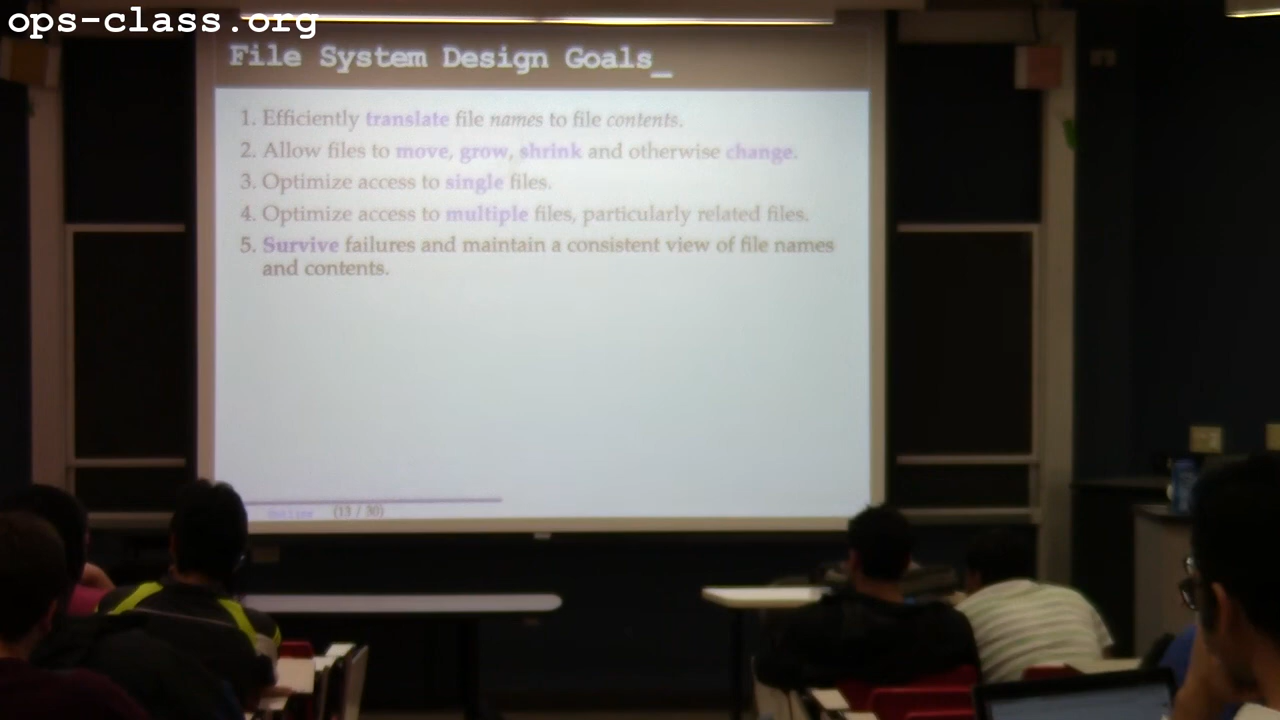 ops-class.org
File System Design Goals_
1. Efficiently translate file names to file contents.
2. Allow files to move, grow, shrink and otherwise change.
3. Optimize access to single files.
4. Optimize access to multiple files, particularly related files.
5. Survive failures and maintain a consistent view of file names
and contents.
(13 / 30)